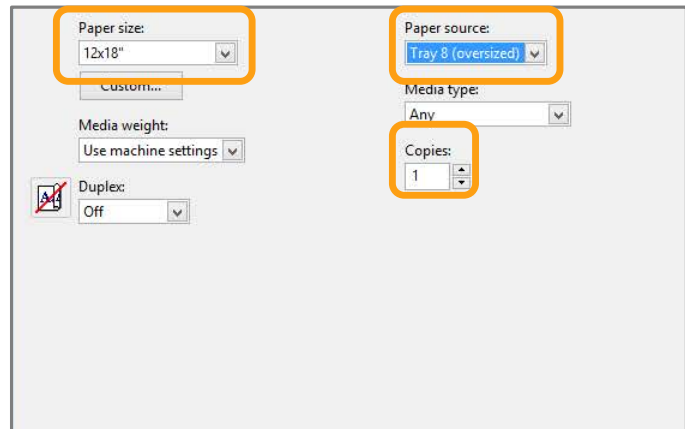 Paper size:
12x18"
Custom...
Media weight:
Use machine settings
Duplex:
Off
Paper source:
Tray 8 (oversized)
Media type:
Any
Copies:
1